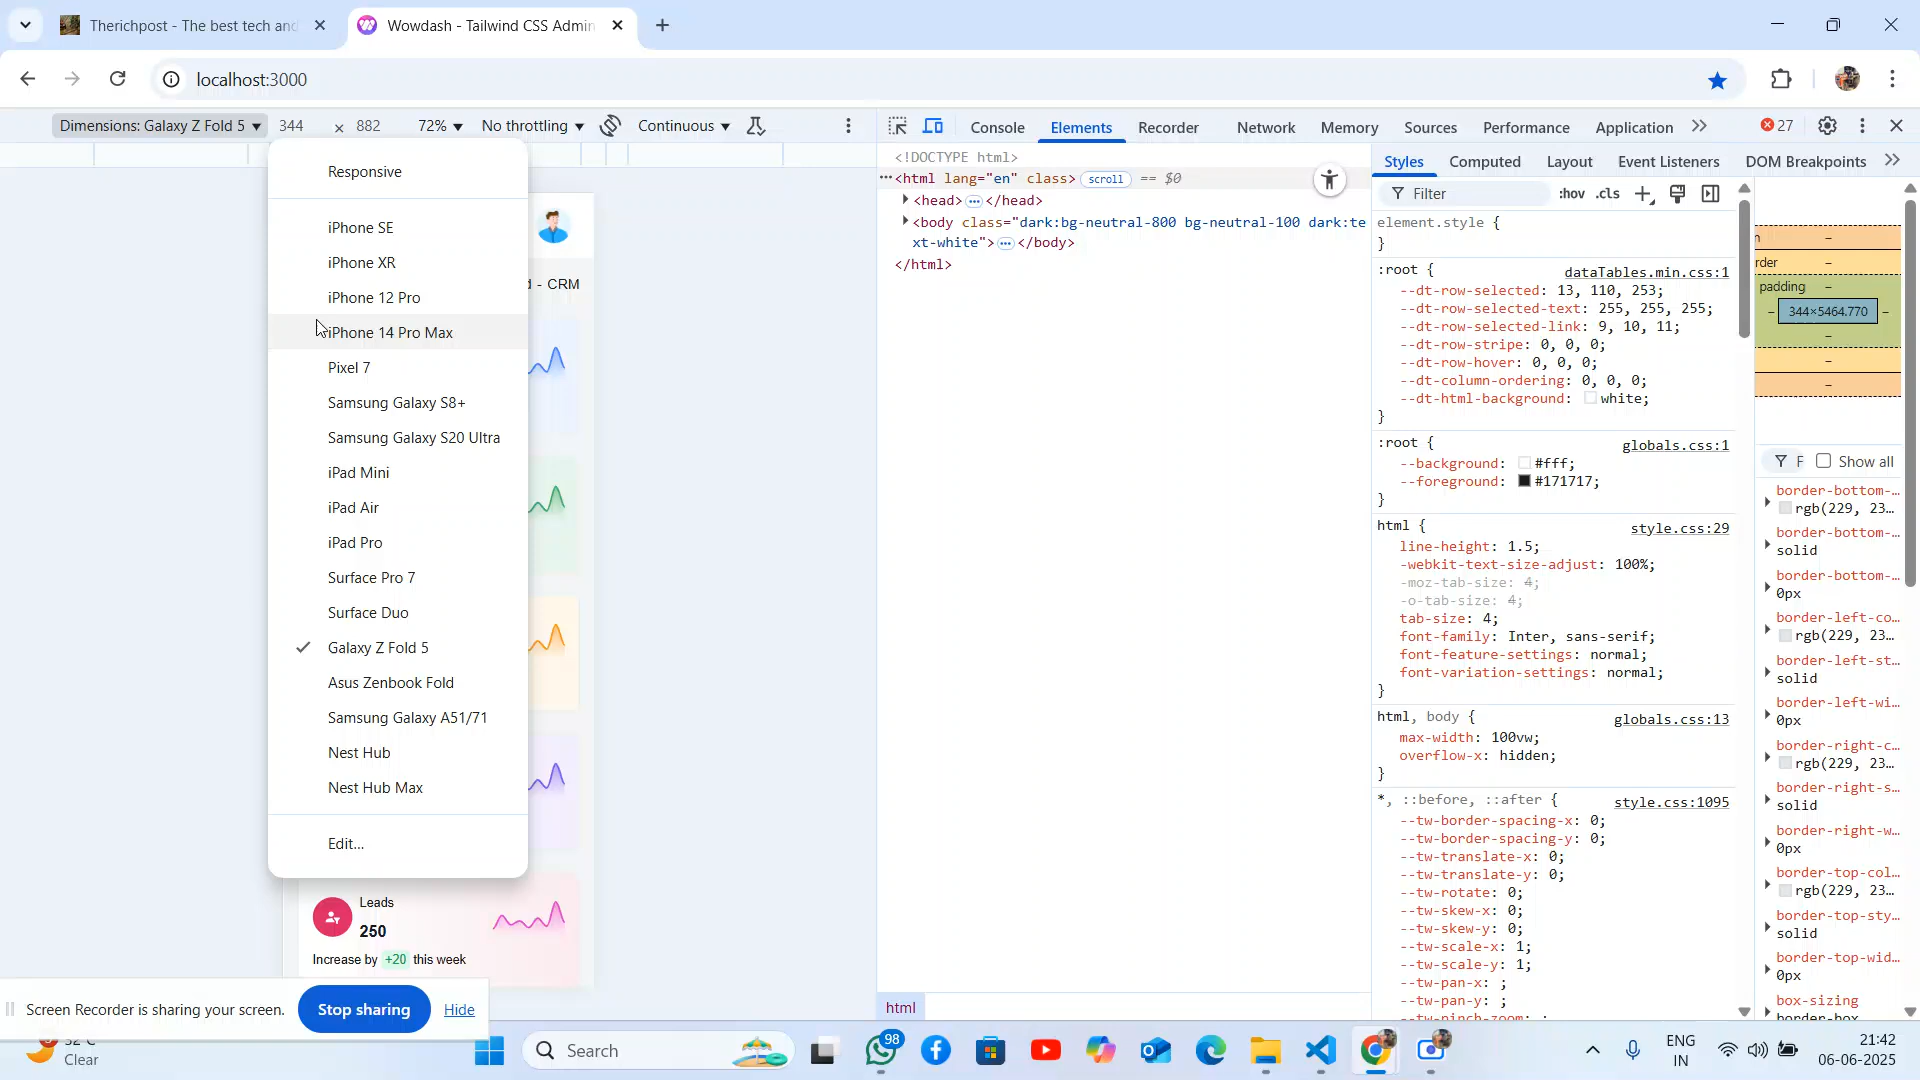 Therichpost - The best tech and
Wowdash - Tailwind CSS Admin
localhost:3000
Dimensions: Galaxy Z Fold 5
344 × 882
72%
No throttling
Continuous
Console
Elements
Recorder
Network
Memory
Sources
Performance
Application
27
Responsive
iPhone SE
iPhone XR
iPhone 12 Pro
iPhone 14 Pro Max
Pixel 7
Samsung Galaxy S8+
Samsung Galaxy S20 Ultra
iPad Mini
iPad Air
iPad Pro
Surface Pro 7
Surface Duo
Galaxy Z Fold 5
Asus Zenbook Fold
Samsung Galaxy A51/71
Nest Hub
Nest Hub Max
Edit...
d - CRM
Leads
250
Increase by +20 this week
<!DOCTYPE html>
<html lang="en" class> scroll == $0
<head> </head>
<body class="dark:bg-neutral-800 bg-neutral-100 dark:te
xt-white"> </body>
</html>
html
Styles
Computed
Layout
Event Listeners
DOM Breakpoints
Filter
:hov
.cls
element.style {
}
:root {
dataTables.min.css:1
--dt-row-selected: 13, 110, 253;
--dt-row-selected-text: 255, 255, 255;
--dt-row-selected-link: 9, 10, 11;
--dt-row-stripe: 0, 0, 0;
--dt-row-hover: 0, 0, 0;
--dt-column-ordering: 0, 0, 0;
--dt-html-background: white;
}
:root {
globals.css:1
--background: #fff;
--foreground: #171717;
}
html {
style.css:29
line-height: 1.5;
-webkit-text-size-adjust: 100%;
-moz-tab-size: 4;
-o-tab-size: 4;
tab-size: 4;
font-family: Inter, sans-serif;
font-feature-settings: normal;
font-variation-settings: normal;
}
html, body {
globals.css:13
max-width: 100vw;
overflow-x: hidden;
}
*, ::before, ::after {
style.css:1095
--tw-border-spacing-x: 0;
--tw-border-spacing-y: 0;
--tw-translate-x: 0;
--tw-translate-y: 0;
--tw-rotate: 0;
--tw-skew-x: 0;
--tw-skew-y: 0;
--tw-scale-x: 1;
--tw-scale-y: 1;
--tw-pan-x: ;
--tw-pan-y: ;
--tw-pinch-zoom: ;
n –
rder –
padding –
– 344×5464.770 –
–
–
–
F
Show all
border-bottom-…
rgb(229, 23…
border-bottom-…
solid
border-bottom-…
0px
border-left-co…
rgb(229, 23…
border-left-st…
solid
border-left-wi…
0px
border-right-c…
rgb(229, 23…
border-right-s…
solid
border-right-w…
0px
border-top-col…
rgb(229, 23…
border-top-sty…
solid
border-top-wid…
0px
box-sizing
border-box
Screen Recorder is sharing your screen.
Stop sharing
Hide
32°C
Clear
Search
98
ENG
IN
21:42
06-06-2025